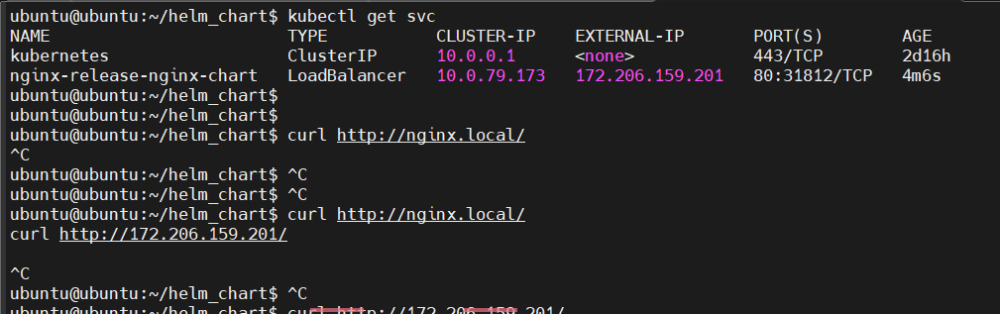 ubuntu@ubuntu:~/helm_chart$ kubectl get svc
NAME TYPE CLUSTER-IP EXTERNAL-IP PORT(S) AGE
kubernetes ClusterIP 10.0.0.1 <none> 443/TCP 2d16h
nginx-release-nginx-chart LoadBalancer 10.0.79.173 172.206.159.201 80:31812/TCP 4m6s
ubuntu@ubuntu:~/helm_chart$
ubuntu@ubuntu:~/helm_chart$
ubuntu@ubuntu:~/helm_chart$ curl http://nginx.local/
^C
ubuntu@ubuntu:~/helm_chart$ ^C
ubuntu@ubuntu:~/helm_chart$ ^C
ubuntu@ubuntu:~/helm_chart$ curl http://nginx.local/
curl http://172.206.159.201/
^C
ubuntu@ubuntu:~/helm_chart$ ^C
ubuntu@ubuntu:~/helm_chart$ curl http://172.206.159.201/